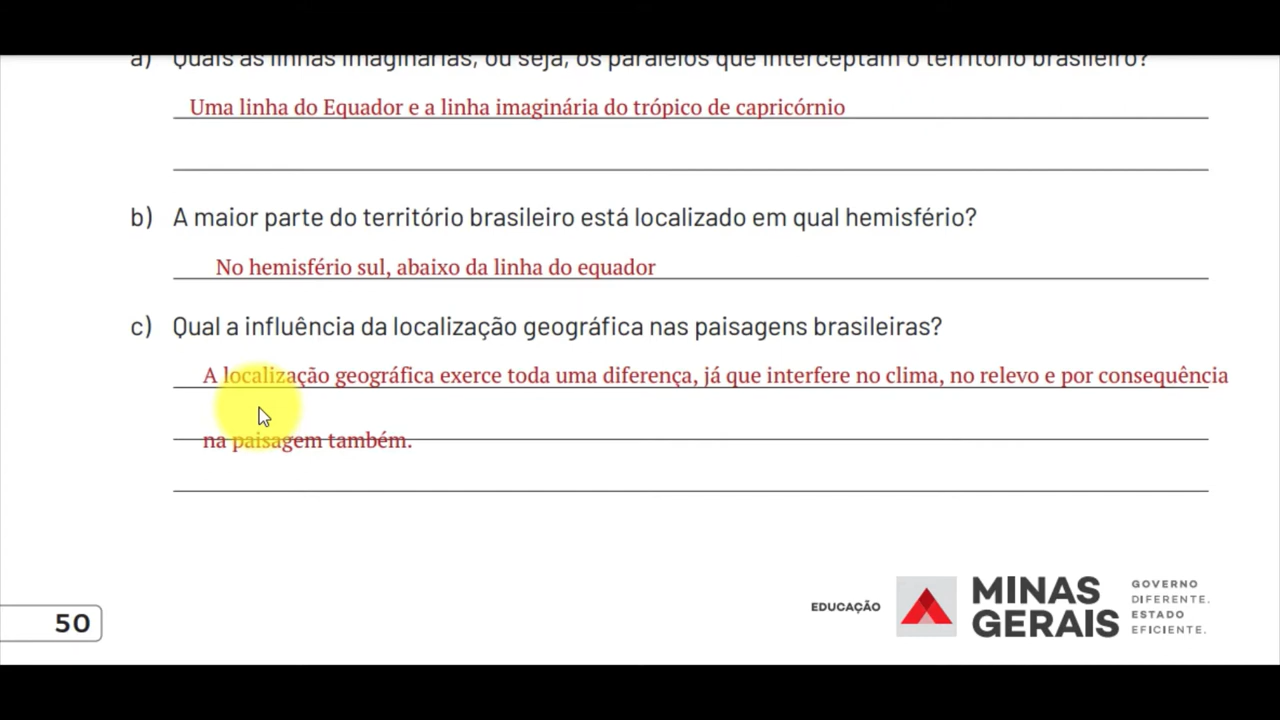 a) Quais as linhas imaginárias, ou seja, os paralelos que interceptam o território brasileiro?
Uma linha do Equador e a linha imaginária do trópico de capricórnio
b) A maior parte do território brasileiro está localizado em qual hemisfério?
No hemisfério sul, abaixo da linha do equador
c) Qual a influência da localização geográfica nas paisagens brasileiras?
A localização geográfica exerce toda uma diferença, já que interfere no clima, no relevo e por consequência
na paisagem também.
50
EDUCAÇÃO
MINAS
GERAIS
GOVERNO
DIFERENTE.
ESTADO
EFICIENTE.